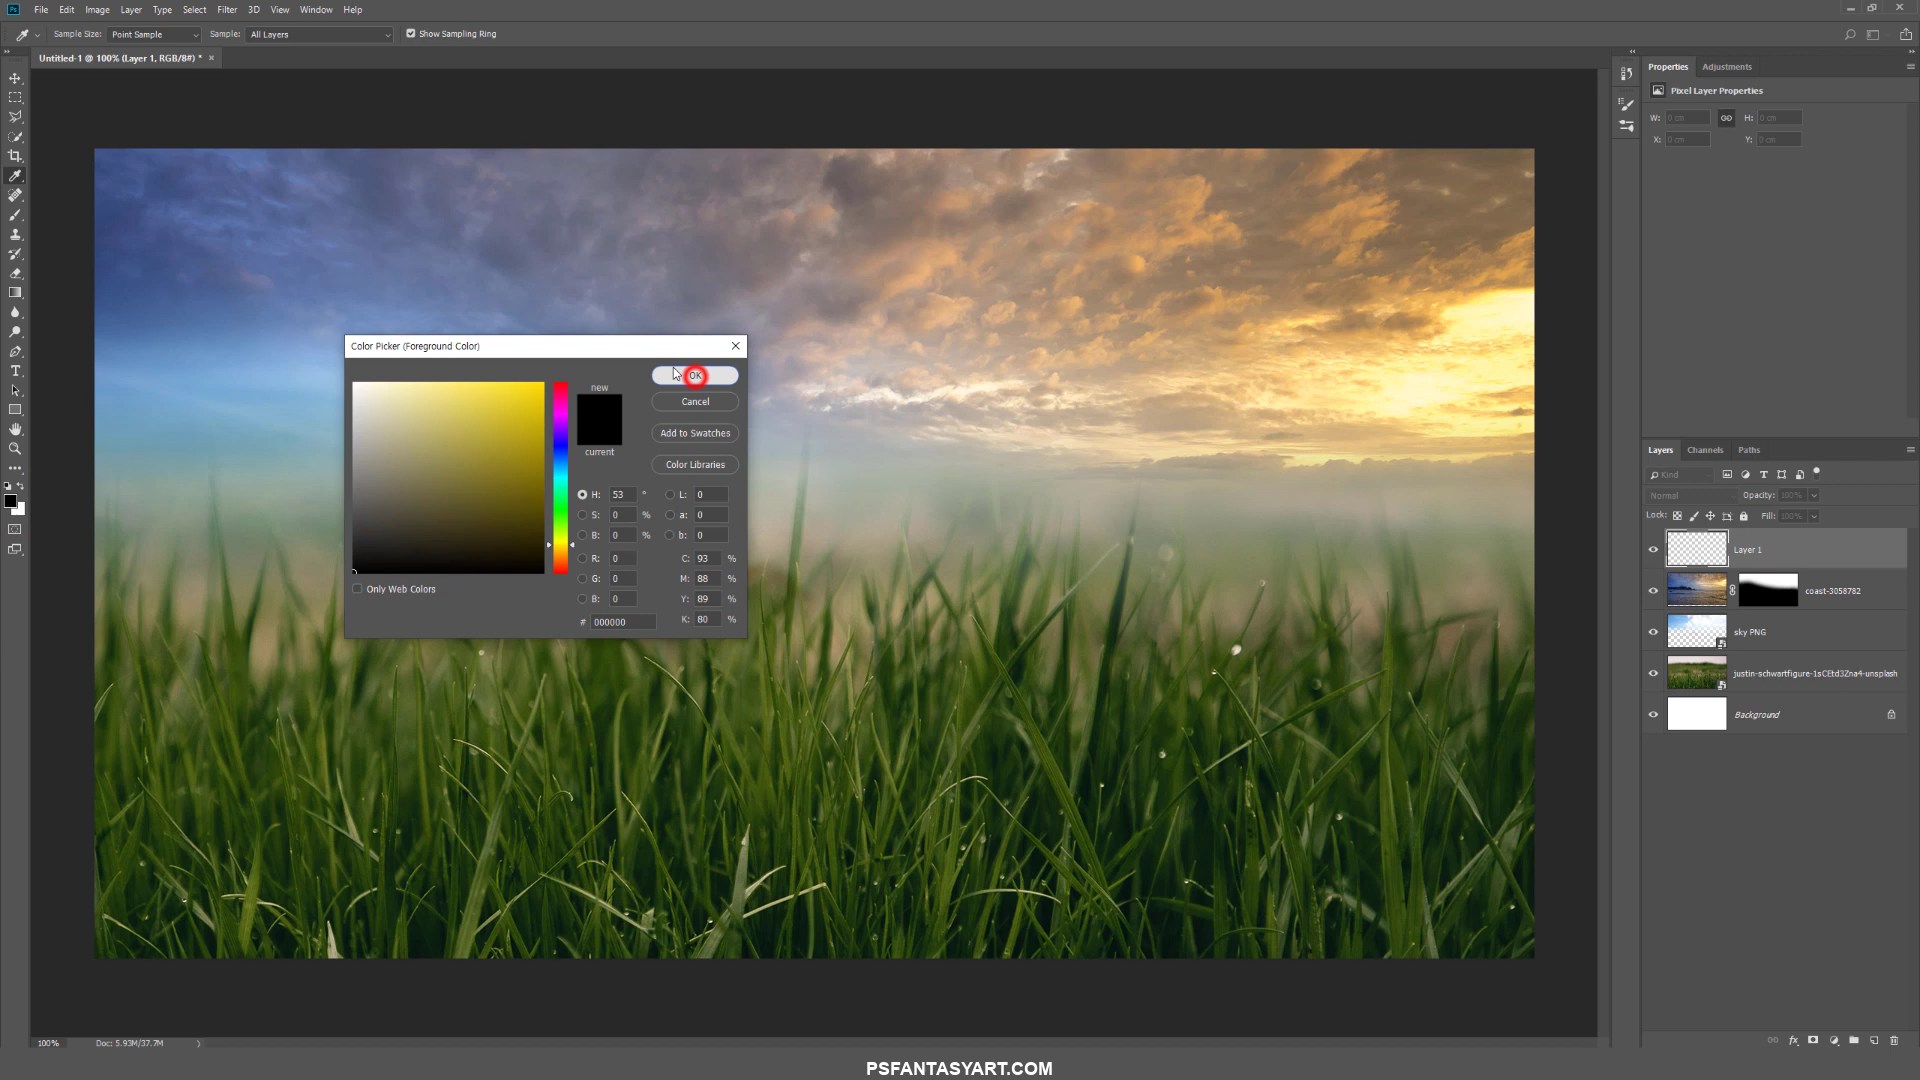 Ps File Edit Image Layer Type Select Filter 3D View Window Help
Sample Size: Point Sample Sample: All Layers Show Sampling Ring
Untitled-1 @ 100% (Layer 1, RGB/8#) * ×
Properties Adjustments
Pixel Layer Properties
W: 0 cm H: 0 cm
X: 0 cm Y: 0 cm
Color Picker (Foreground Color)
new
current
OK
Cancel
Add to Swatches
Color Libraries
H: 53 ° L: 0
S: 0 % a: 0
B: 0 % b: 0
R: 0 C: 93 %
G: 0 M: 88 %
B: 0 Y: 89 %
# 000000 K: 80 %
Only Web Colors
Layers Channels Paths
Kind
Normal Opacity: 100%
Lock: Fill: 100%
Layer 1
coast-3058782
sky PNG
justin-schwartfigure-1sCEtd3Zna4-unsplash
Background
100% Doc: 5.93M/37.7M
PSFANTASYART.COM